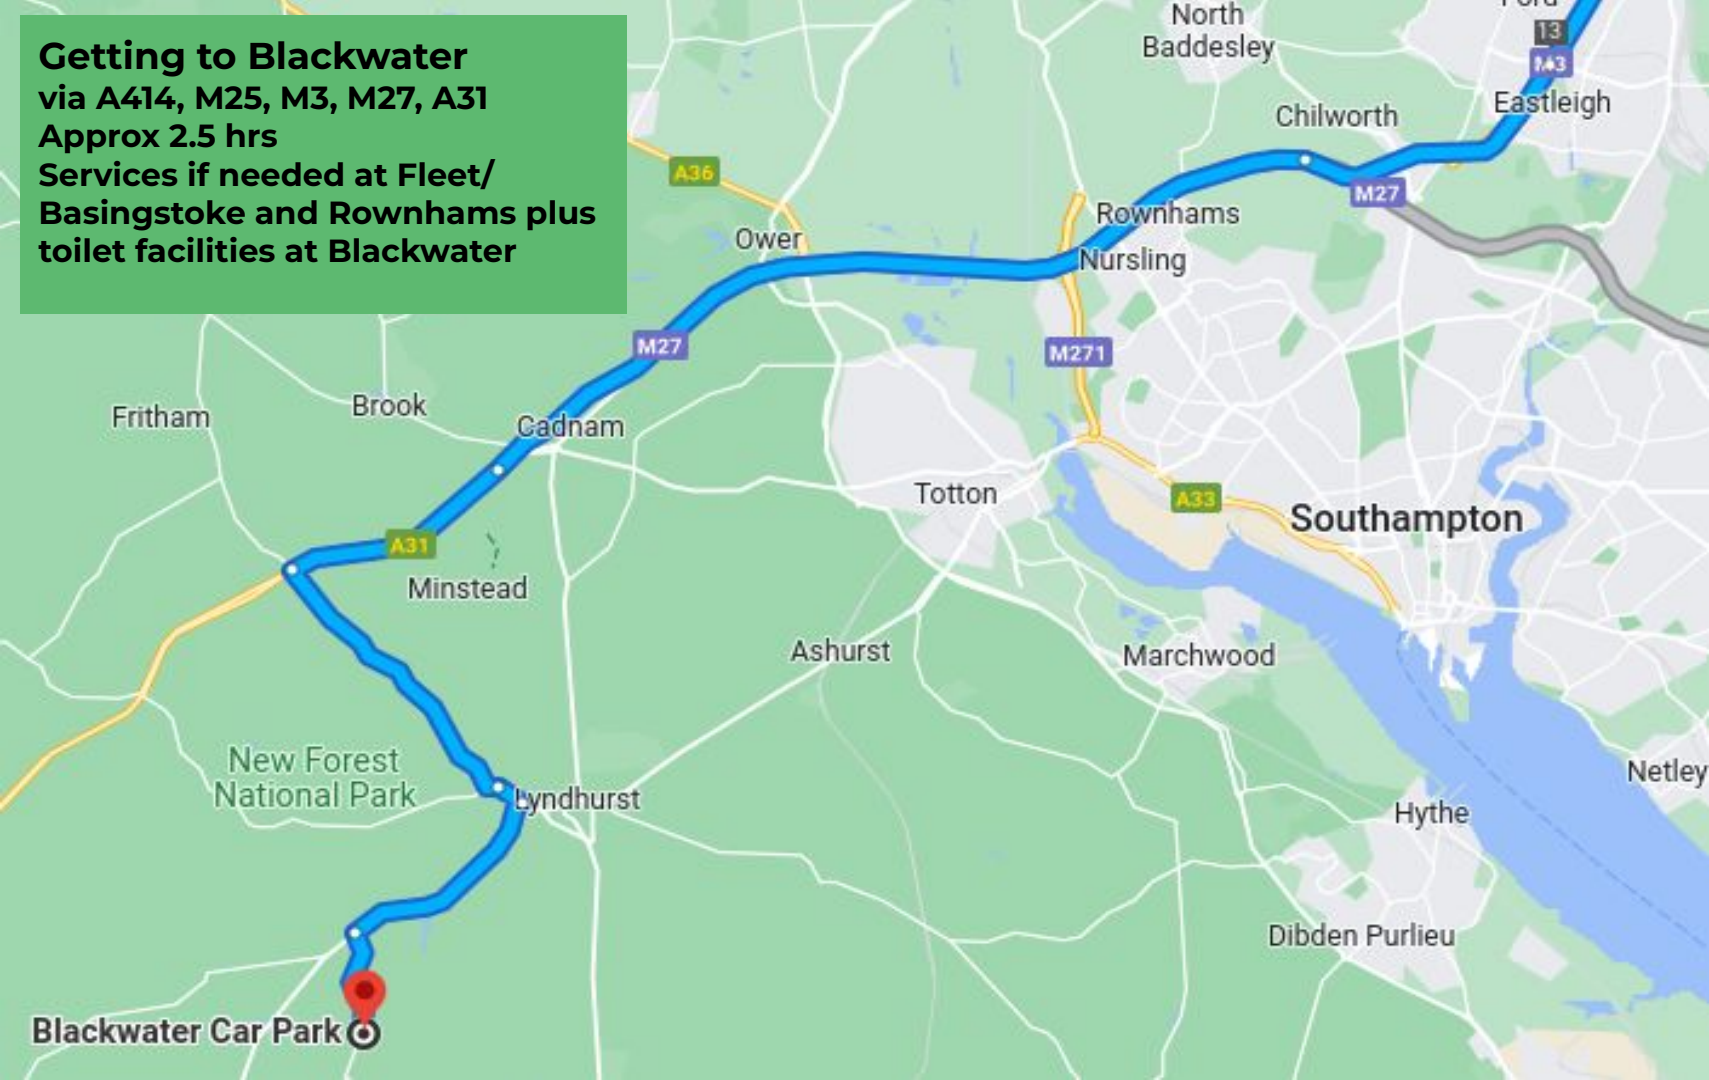 Getting to Blackwater
via A414, M25, M3, M27, A31
Approx 2.5 hrs
Services if needed at Fleet/
Basingstoke and Rownhams plus
toilet facilities at Blackwater
North
Baddesley
13
M3
Eastleigh
Chilworth
A36
M27
Rownhams
Ower
Nursling
M27
M271
Brook
Fritham
Cadnam
Totton
A33
Southampton
A31
Minstead
Ashurst
Marchwood
New Forest
National Park
Netley
Lyndhurst
Hythe
Dibden Purlieu
Blackwater Car Park